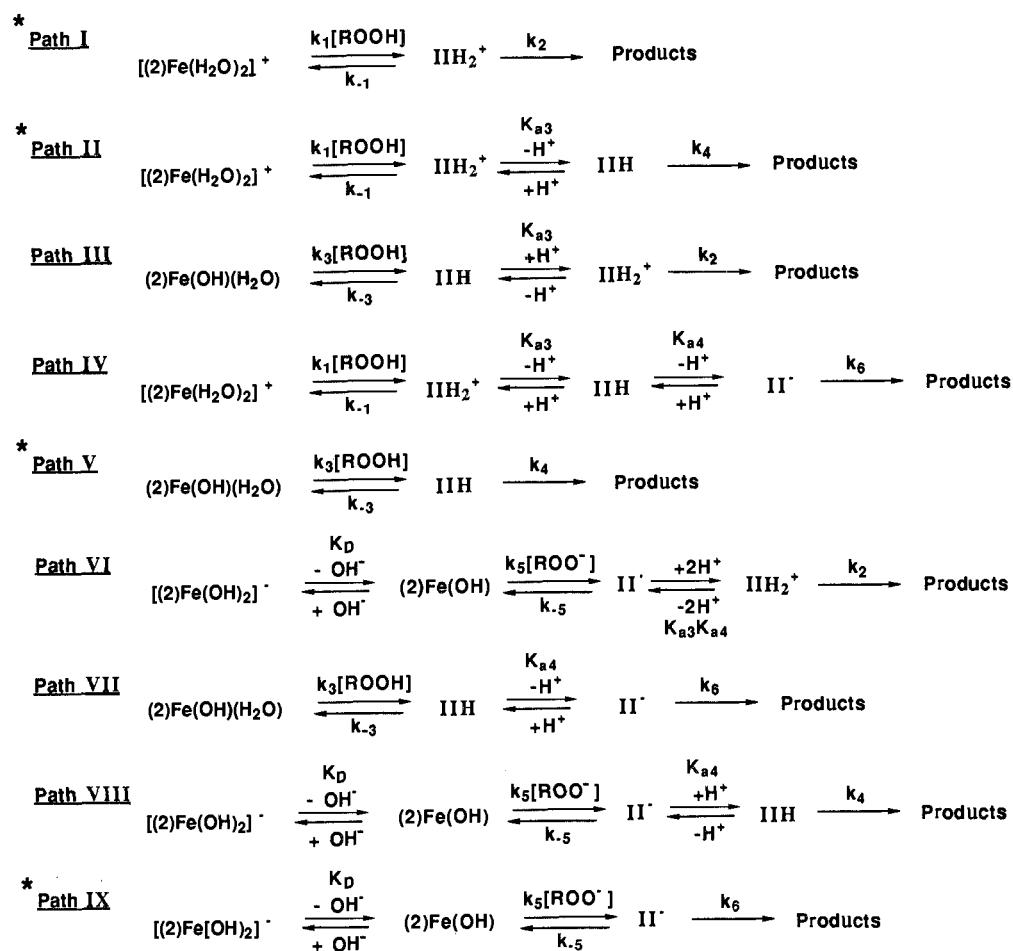 * Path I
[(2)Fe(H₂O)₂]⁺ k₁[ROOH] k₋₁ IIH₂⁺ k₂ Products
* Path II
[(2)Fe(H₂O)₂]⁺ k₁[ROOH] k₋₁ IIH₂⁺ Kₐ₃ -H⁺ +H⁺ IIH k₄ Products
Path III
(2)Fe(OH)(H₂O) k₃[ROOH] k₋₃ IIH Kₐ₃ +H⁺ -H⁺ IIH₂⁺ k₂ Products
Path IV
[(2)Fe(H₂O)₂]⁺ k₁[ROOH] k₋₁ IIH₂⁺ Kₐ₃ -H⁺ +H⁺ IIH Kₐ₄ -H⁺ +H⁺ II⁻ k₆ Products
* Path V
(2)Fe(OH)(H₂O) k₃[ROOH] k₋₃ IIH k₄ Products
Path VI
[(2)Fe(OH)₂]⁻ K_D - OH⁻ + OH⁻ (2)Fe(OH) k₅[ROO⁻] k₋₅ II⁻ +2H⁺ -2H⁺ Kₐ₃Kₐ₄ IIH₂⁺ k₂ Products
Path VII
(2)Fe(OH)(H₂O) k₃[ROOH] k₋₃ IIH Kₐ₄ -H⁺ +H⁺ II⁻ k₆ Products
Path VIII
[(2)Fe(OH)₂]⁻ K_D - OH⁻ + OH⁻ (2)Fe(OH) k₅[ROO⁻] k₋₅ II⁻ Kₐ₄ +H⁺ -H⁺ IIH k₄ Products
* Path IX
[(2)Fe[OH)₂]⁻ K_D - OH⁻ + OH⁻ (2)Fe(OH) k₅[ROO⁻] k₋₅ II⁻ k₆ Products